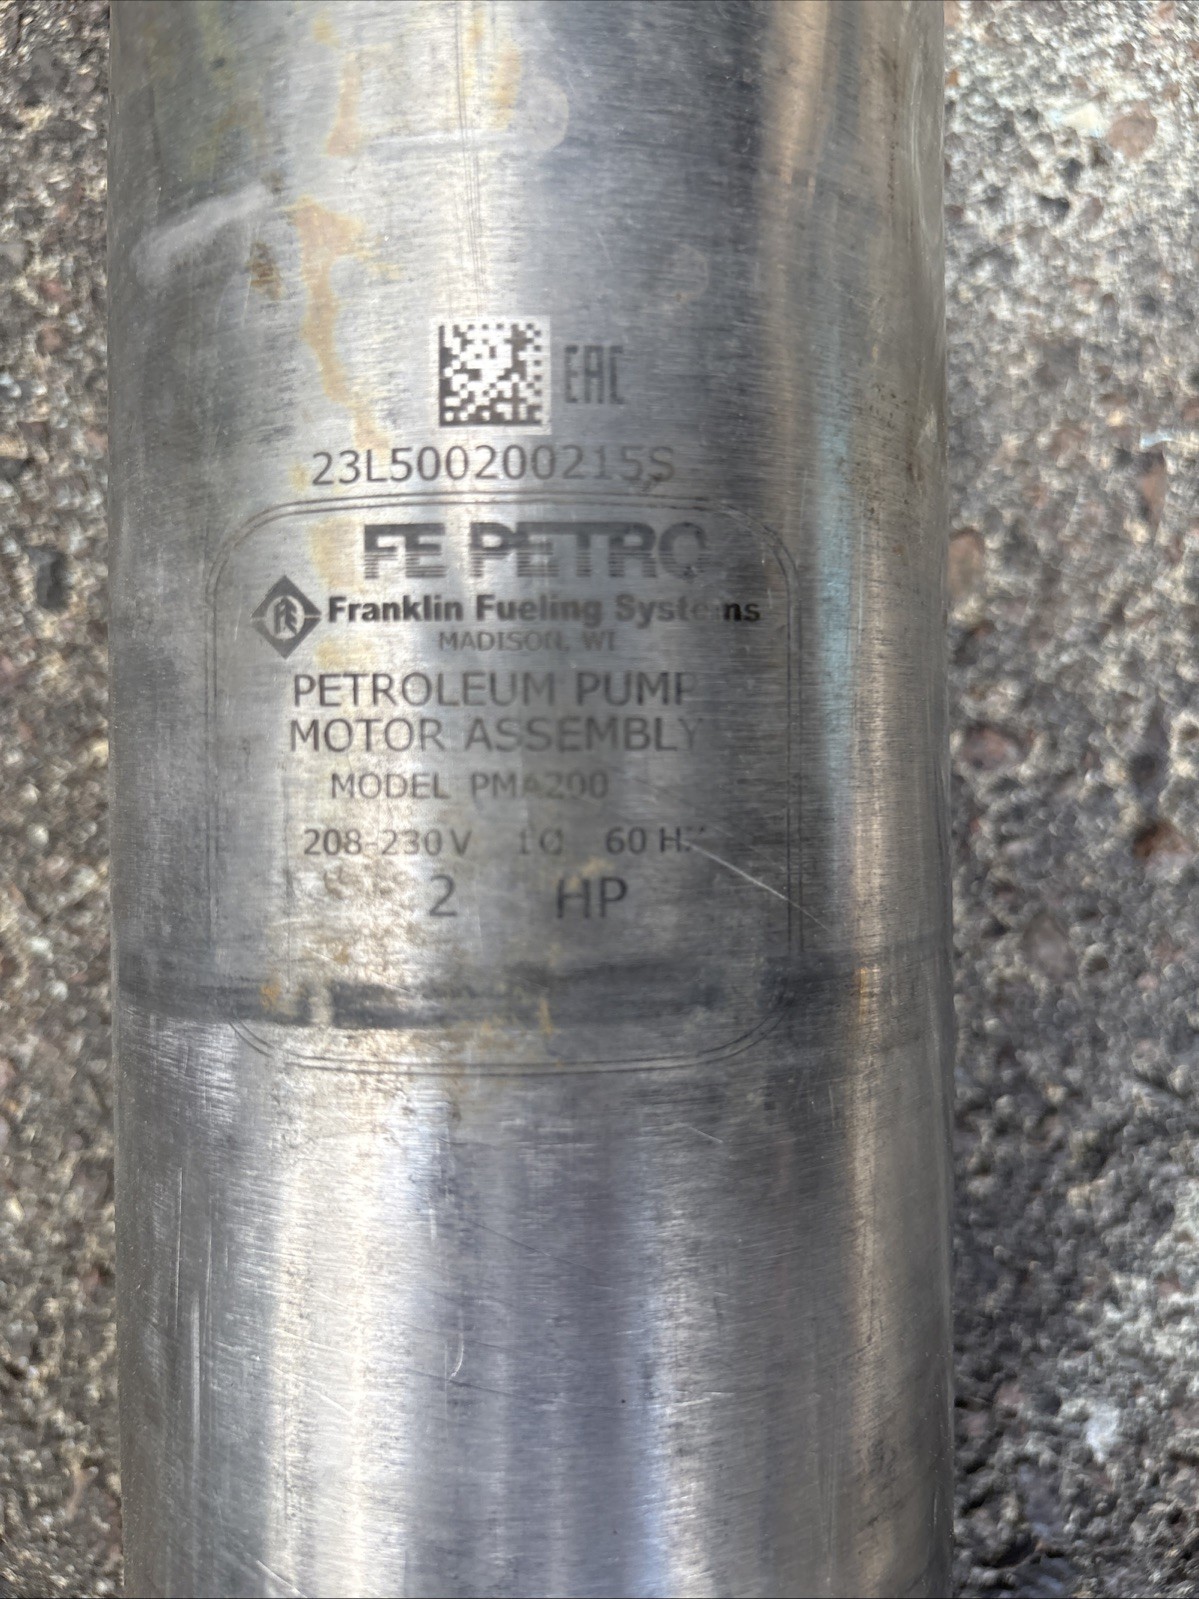 EAC
23L500200215S
FE PETRO
Franklin Fueling Systems
MADISON, WI
PETROLEUM PUMP
MOTOR ASSEMBLY
MODEL PMA200
208-230V 1Ø 60 HZ
2 HP